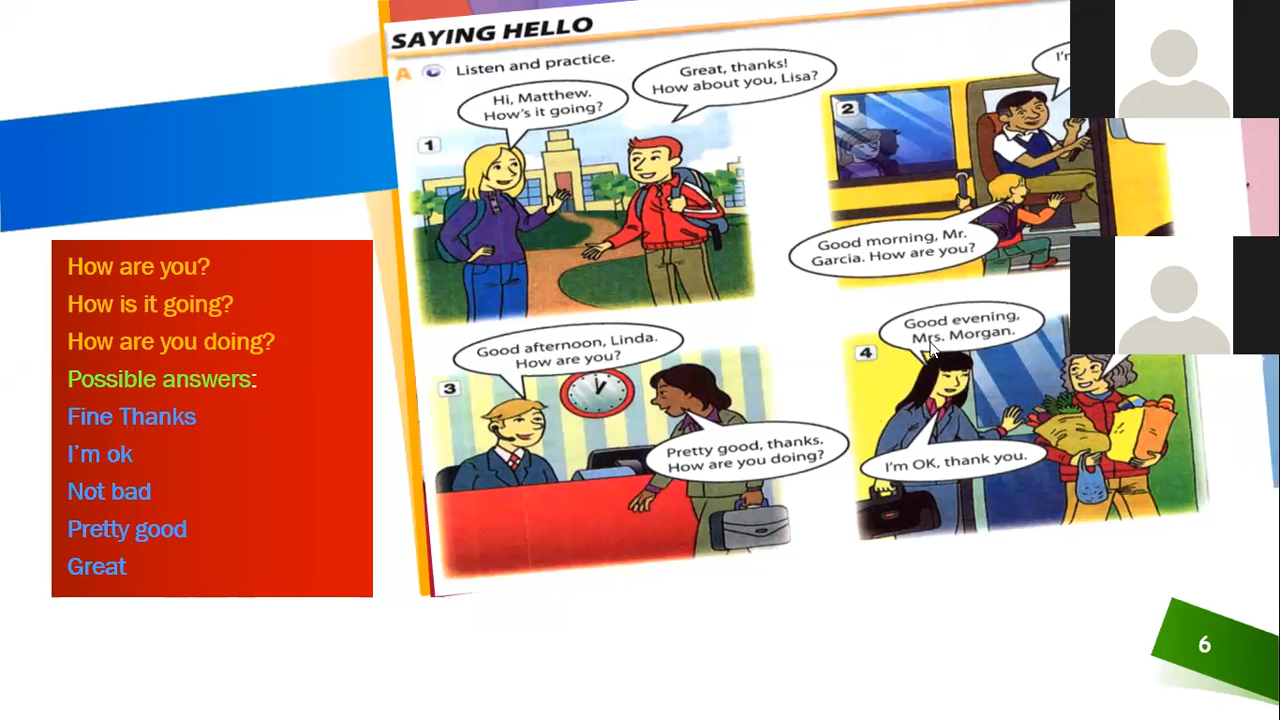 SAYING HELLO
A Listen and practice.
Hi, Matthew.
How's it going?
Great, thanks!
How about you, Lisa?
1
2
Good morning, Mr.
Garcia. How are you?
3
Good afternoon, Linda.
How are you?
Pretty good, thanks.
How are you doing?
4
Good evening,
Mrs. Morgan.
I'm OK, thank you.
How are you?
How is it going?
How are you doing?
Possible answers:
Fine Thanks
I'm ok
Not bad
Pretty good
Great
6